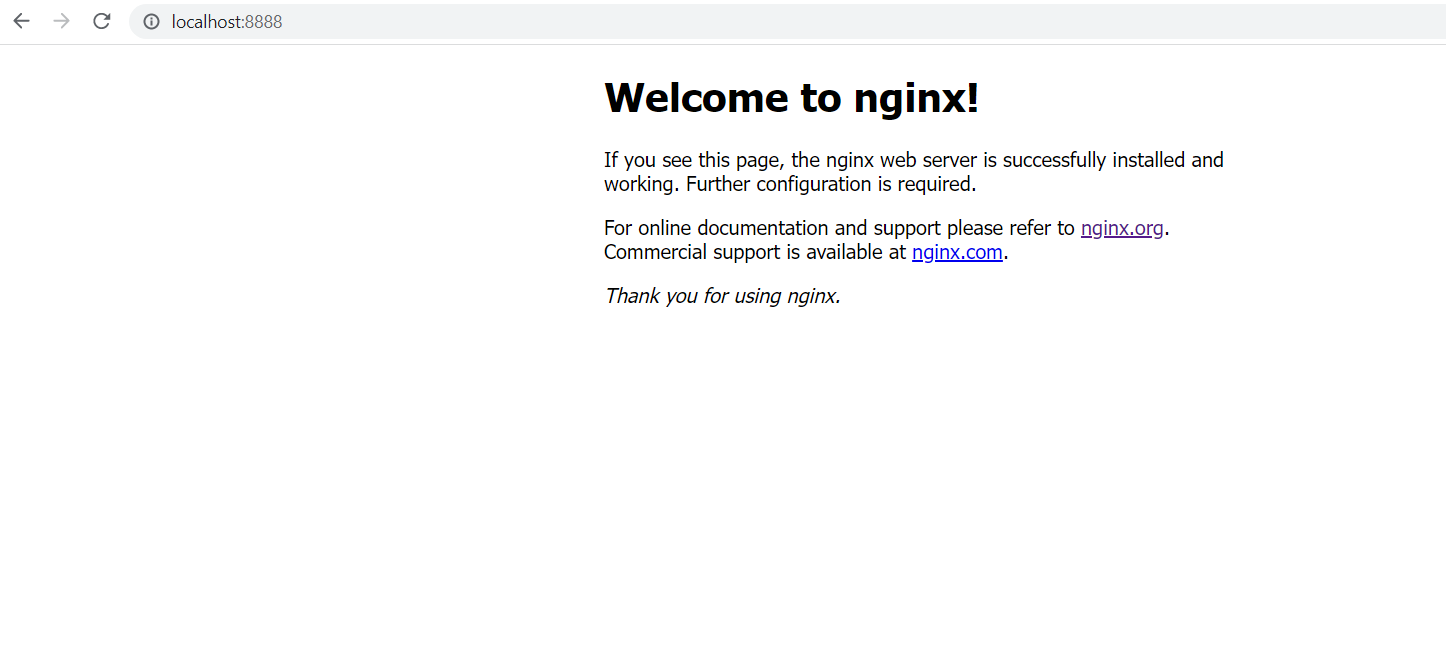 localhost:8888
Welcome to nginx!
If you see this page, the nginx web server is successfully installed and
working. Further configuration is required.
For online documentation and support please refer to nginx.org.
Commercial support is available at nginx.com.
Thank you for using nginx.